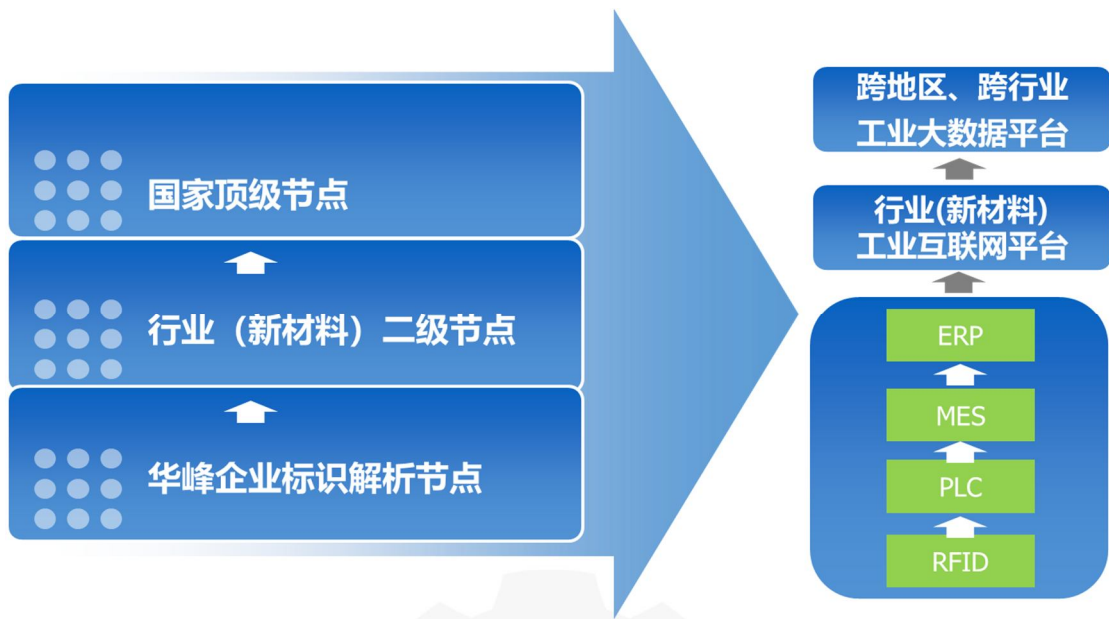 国家顶级节点
行业（新材料）二级节点
华峰企业标识解析节点
跨地区、跨行业
工业大数据平台
行业(新材料)
工业互联网平台
ERP
MES
PLC
RFID